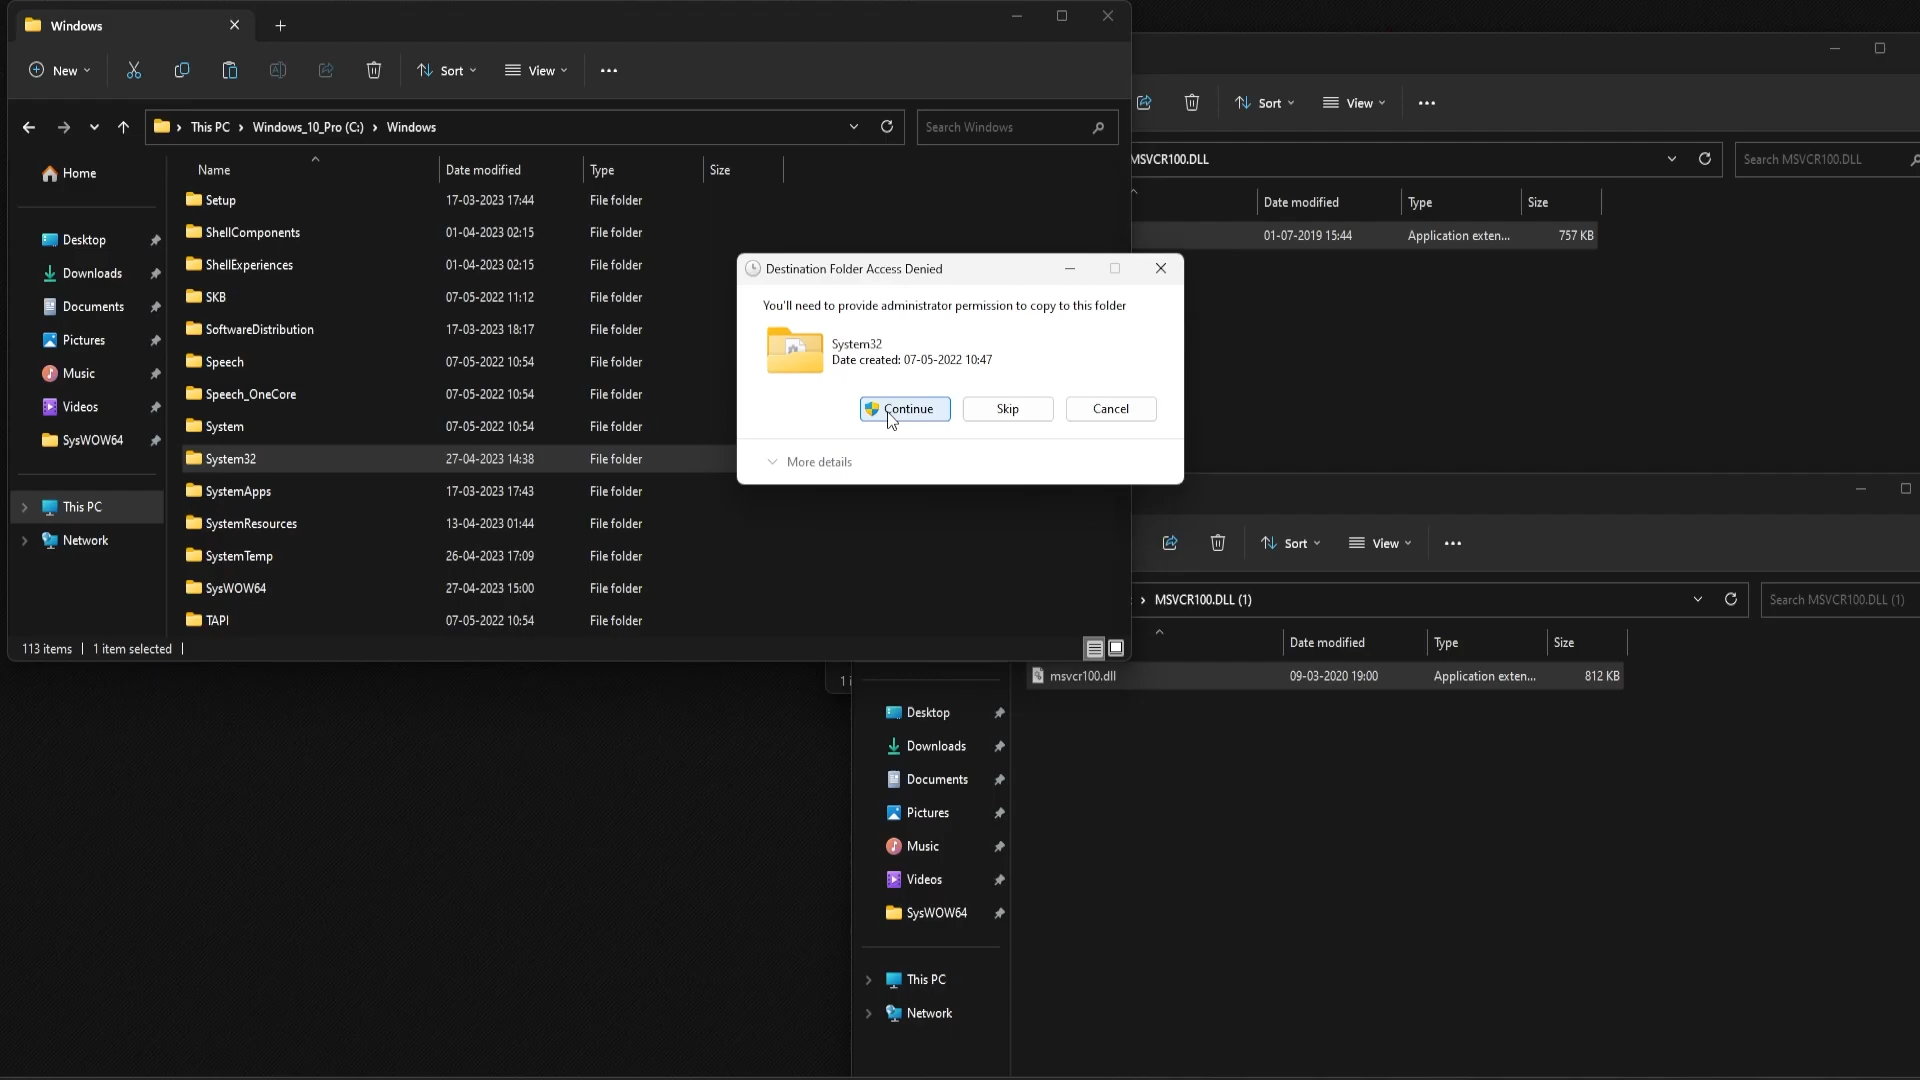 Windows
New
Sort
View
This PC
Windows_10_Pro (C:)
Windows
Search Windows
Home
Desktop
Downloads
Documents
Pictures
Music
Videos
SysWOW64
This PC
Network
Name Date modified Type Size
Setup 17-03-2023 17:44 File folder
ShellComponents 01-04-2023 02:15 File folder
ShellExperiences 01-04-2023 02:15 File folder
SKB 07-05-2022 11:12 File folder
SoftwareDistribution 17-03-2023 18:17 File folder
Speech 07-05-2022 10:54 File folder
Speech_OneCore 07-05-2022 10:54 File folder
System 07-05-2022 10:54 File folder
System32 27-04-2023 14:38 File folder
SystemApps 17-03-2023 17:43 File folder
SystemResources 13-04-2023 01:44 File folder
SystemTemp 26-04-2023 17:09 File folder
SysWOW64 27-04-2023 15:00 File folder
TAPI 07-05-2022 10:54 File folder
113 items 1 item selected
Destination Folder Access Denied
You'll need to provide administrator permission to copy to this folder
System32
Date created: 07-05-2022 10:47
Continue Skip Cancel
More details
Sort View
MSVCR100.DLL
Search MSVCR100.DLL
Date modified Type Size
01-07-2019 15:44 Application exten... 757 KB
Sort View
MSVCR100.DLL (1)
Search MSVCR100.DLL (1)
Date modified Type Size
msvcr100.dll 09-03-2020 19:00 Application exten... 812 KB
1 i
Desktop
Downloads
Documents
Pictures
Music
Videos
SysWOW64
This PC
Network